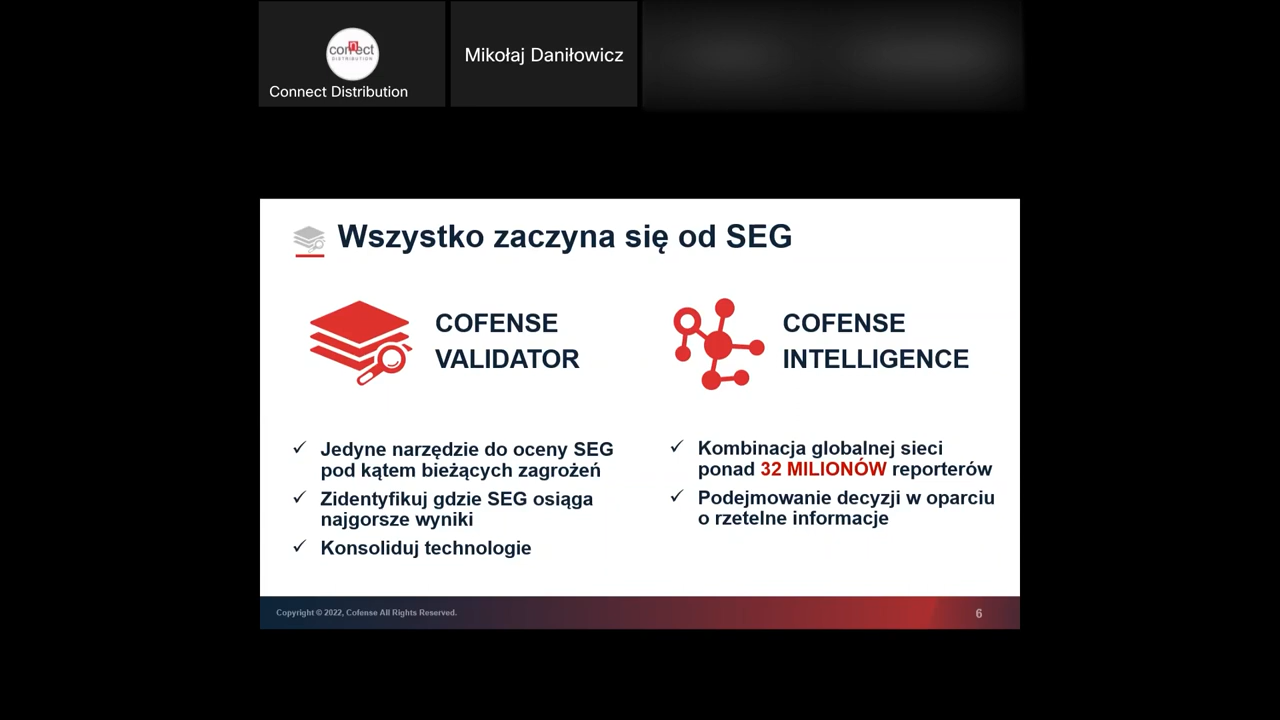 connect
DISTRIBUTION
Connect Distribution
Mikołaj Daniłowicz
Wszystko zaczyna się od SEG
COFENSE
VALIDATOR
COFENSE
INTELLIGENCE
Jedyne narzędzie do oceny SEG
pod kątem bieżących zagrożeń
Zidentyfikuj gdzie SEG osiąga
najgorsze wyniki
Konsoliduj technologie
Kombinacja globalnej sieci
ponad 32 MILIONÓW reporterów
Podejmowanie decyzji w oparciu
o rzetelne informacje
Copyright © 2022, Cofense All Rights Reserved.
6